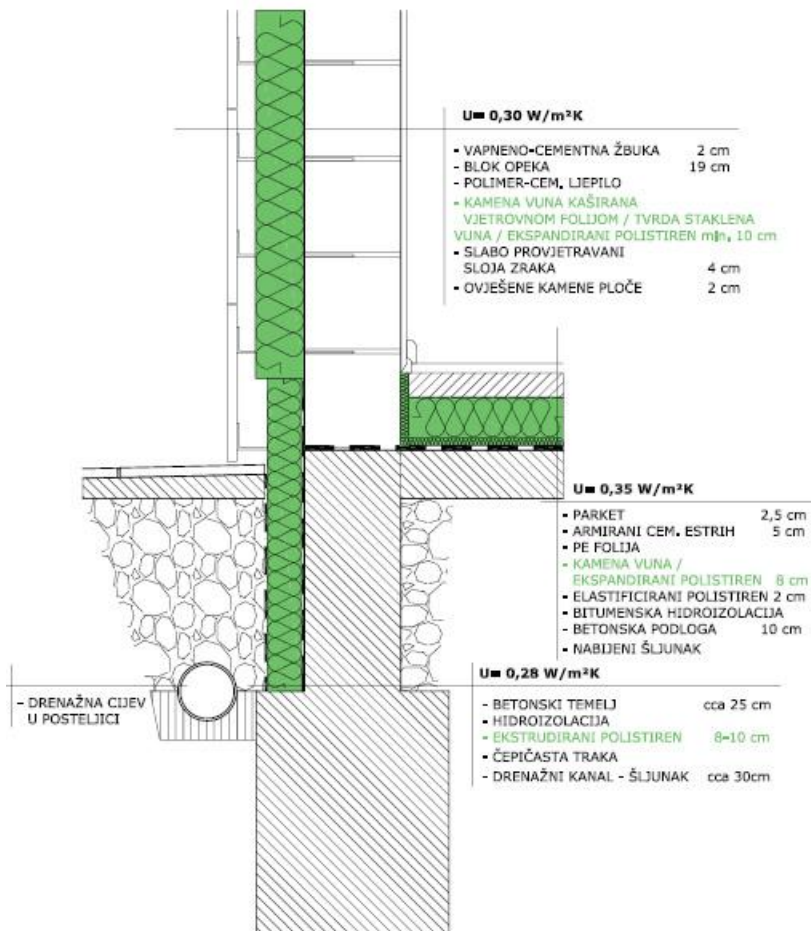 U= 0,30 W/m²K
- VAPNENO-CEMENTNA ŽBUKA 2 cm
- BLOK OPEKA 19 cm
- POLIMER-CEM. LJEPILO
- KAMENA VUNA KAŠIRANA
VJETROVNOM FOLIJOM / TVRDA STAKLENA
VUNA / EKSPANDIRANI POLISTIREN min. 10 cm
- SLABO PROVJETRAVANI
SLOJA ZRAKA 4 cm
- OVJEŠENE KAMENE PLOČE 2 cm
U= 0,35 W/m²K
- PARKET 2,5 cm
- ARMIRANI CEM. ESTRIH 5 cm
- PE FOLIJA
- KAMENA VUNA /
EKSPANDIRANI POLISTIREN 8 cm
- ELASTIFICIRANI POLISTIREN 2 cm
- BITUMENSKA HIDROIZOLACIJA
- BETONSKA PODLOGA 10 cm
- NABIJENI ŠLJUNAK
U= 0,28 W/m²K
- BETONSKI TEMELJ cca 25 cm
- HIDROIZOLACIJA
- EKSTRUDIRANI POLISTIREN 8-10 cm
- ČEPIČASTA TRAKA
- DRENAŽNI KANAL - ŠLJUNAK cca 30cm
- DRENAŽNA CIJEV
U POSTELJICI